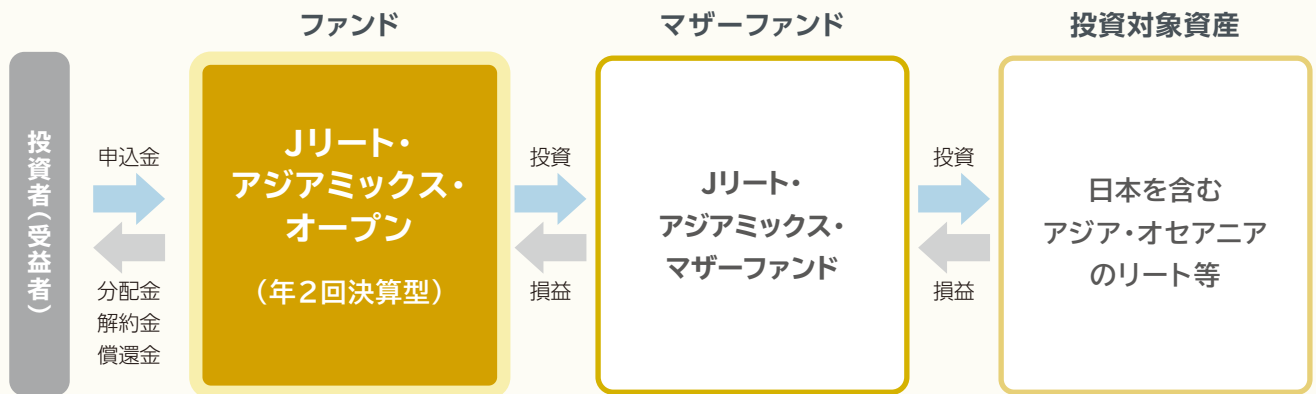 ファンド
マザーファンド
投資対象資産
投資者(受益者)
申込金
分配金
解約金
償還金
Jリート・
アジアミックス・
オープン
(年2回決算型)
投資
損益
Jリート・
アジアミックス・
マザーファンド
投資
損益
日本を含む
アジア・オセアニア
のリート等